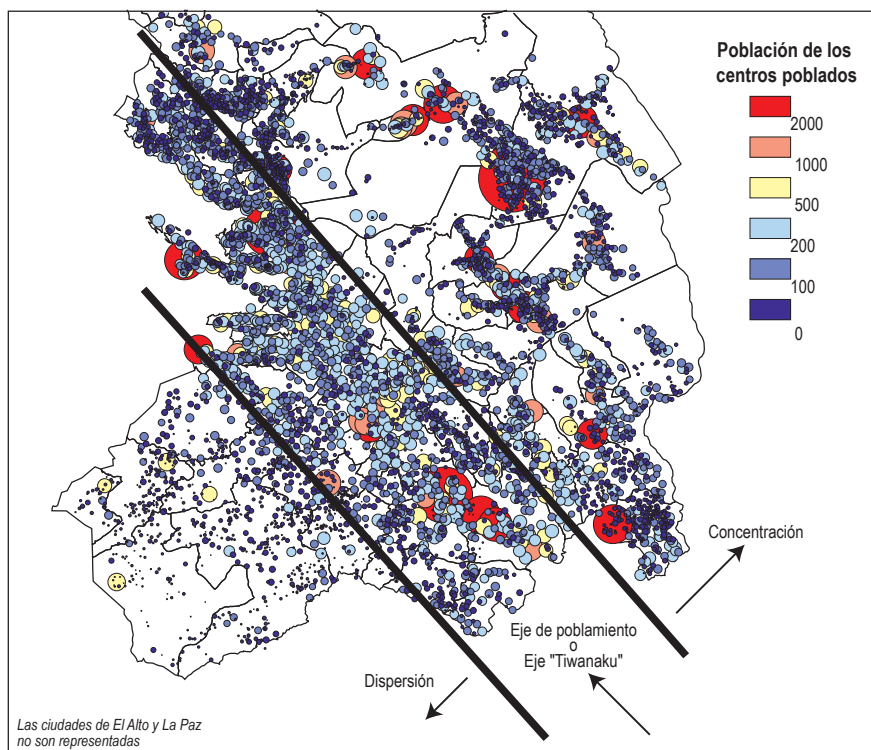 Población de los
centros poblados
2000
1000
500
200
100
0
Concentración
Eje de poblamiento
o
Eje "Tiwanaku"
Dispersión
Las ciudades de El Alto y La Paz
no son representadas